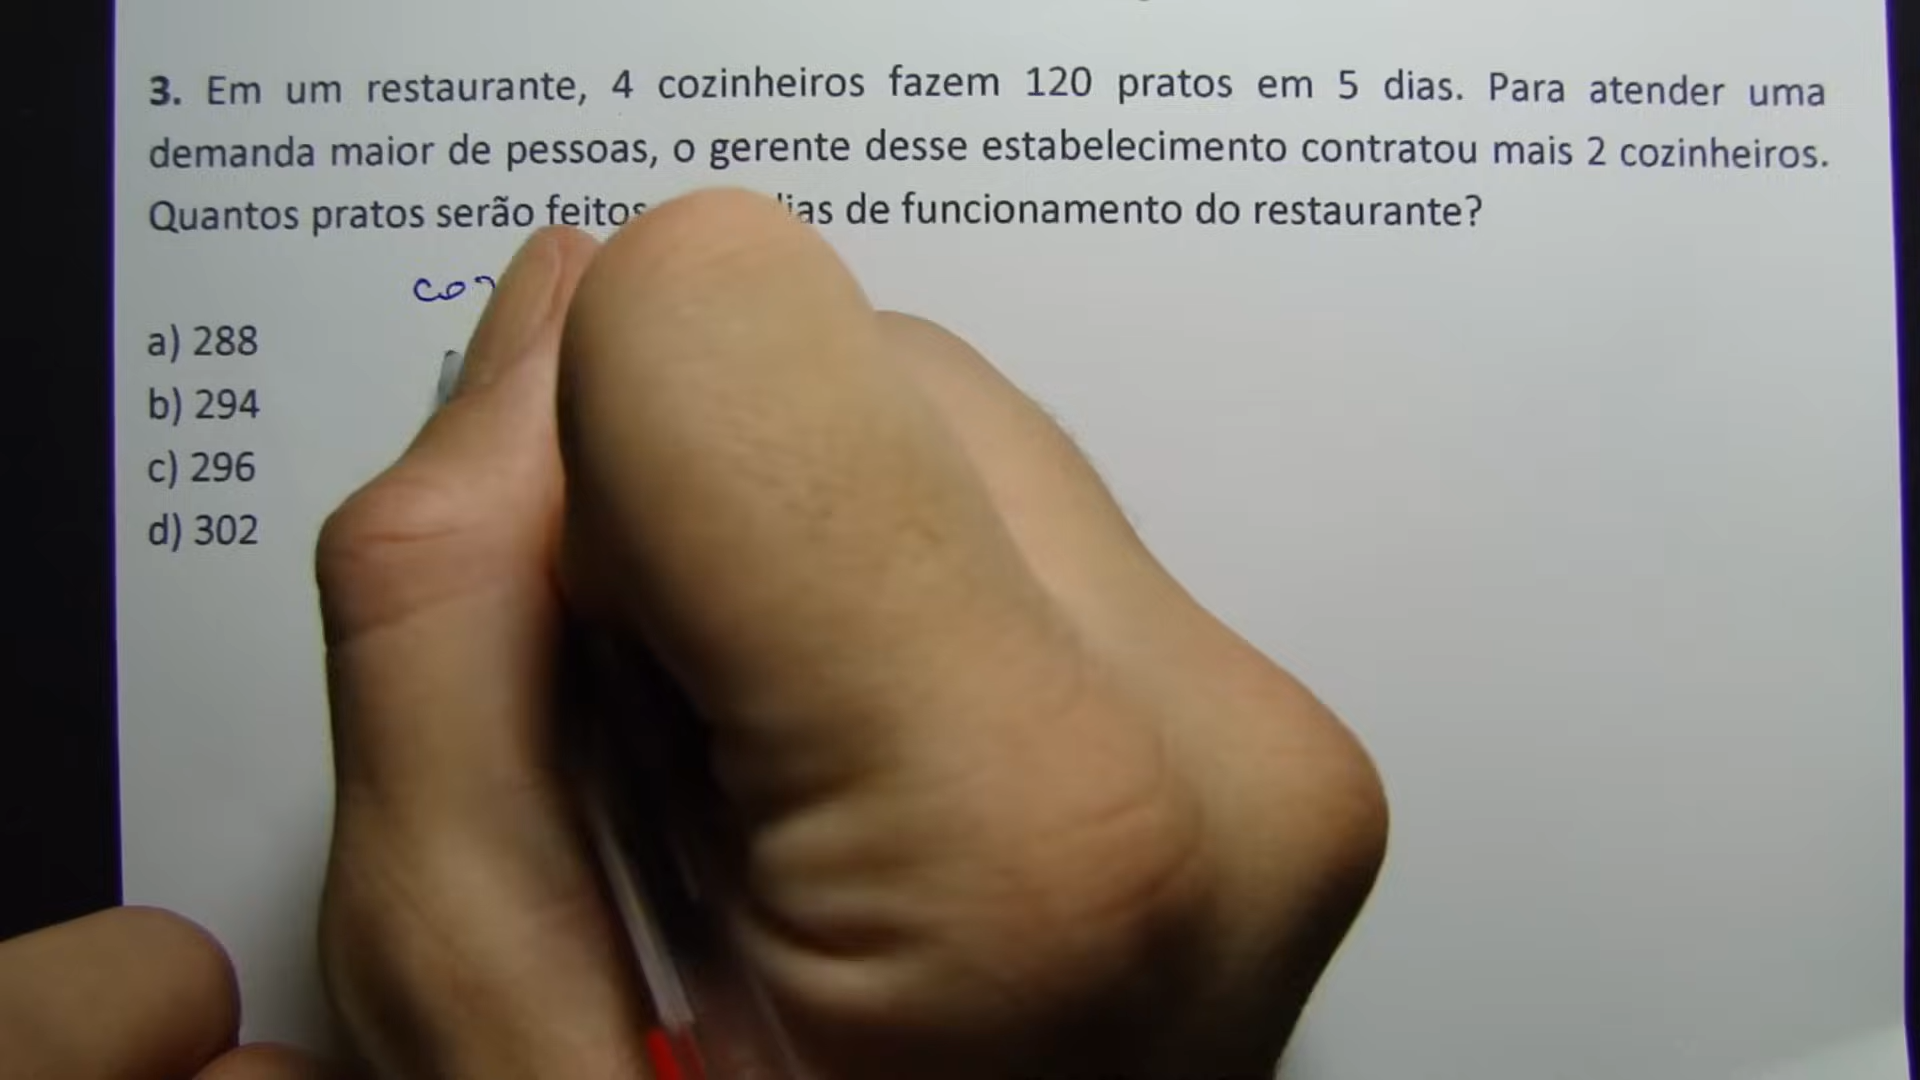 3. Em um restaurante, 4 cozinheiros fazem 120 pratos em 5 dias. Para atender uma
demanda maior de pessoas, o gerente desse estabelecimento contratou mais 2 cozinheiros.
Quantos pratos serão feitos de funcionamento do restaurante?
a) 288
b) 294
c) 296
d) 302